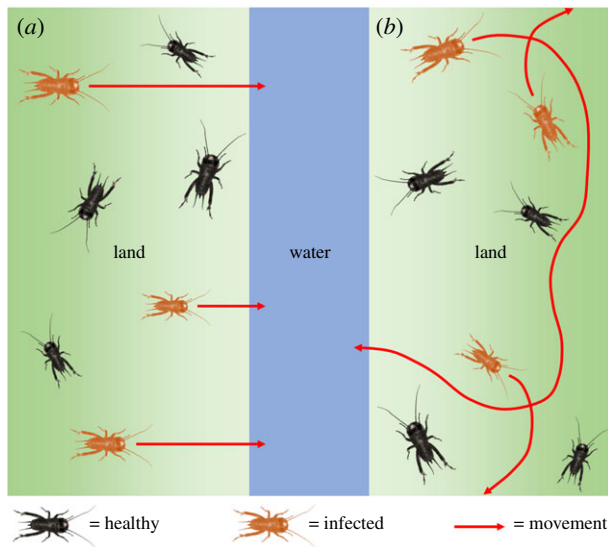 (a)
(b)
land
water
land
= healthy
= infected
= movement